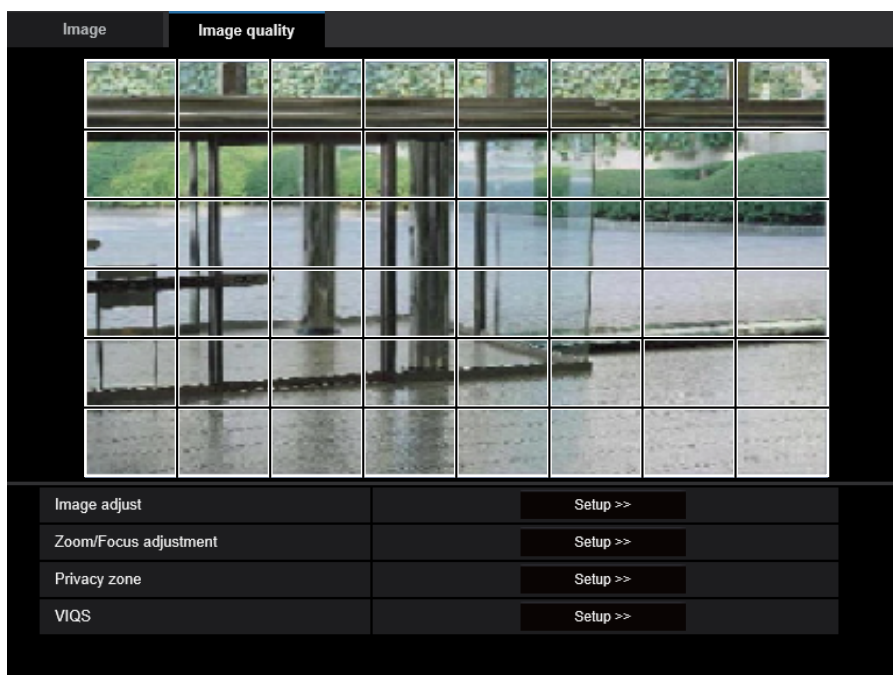 Image Image quality
Image adjust Setup >>
Zoom/Focus adjustment Setup >>
Privacy zone Setup >>
VIQS Setup >>